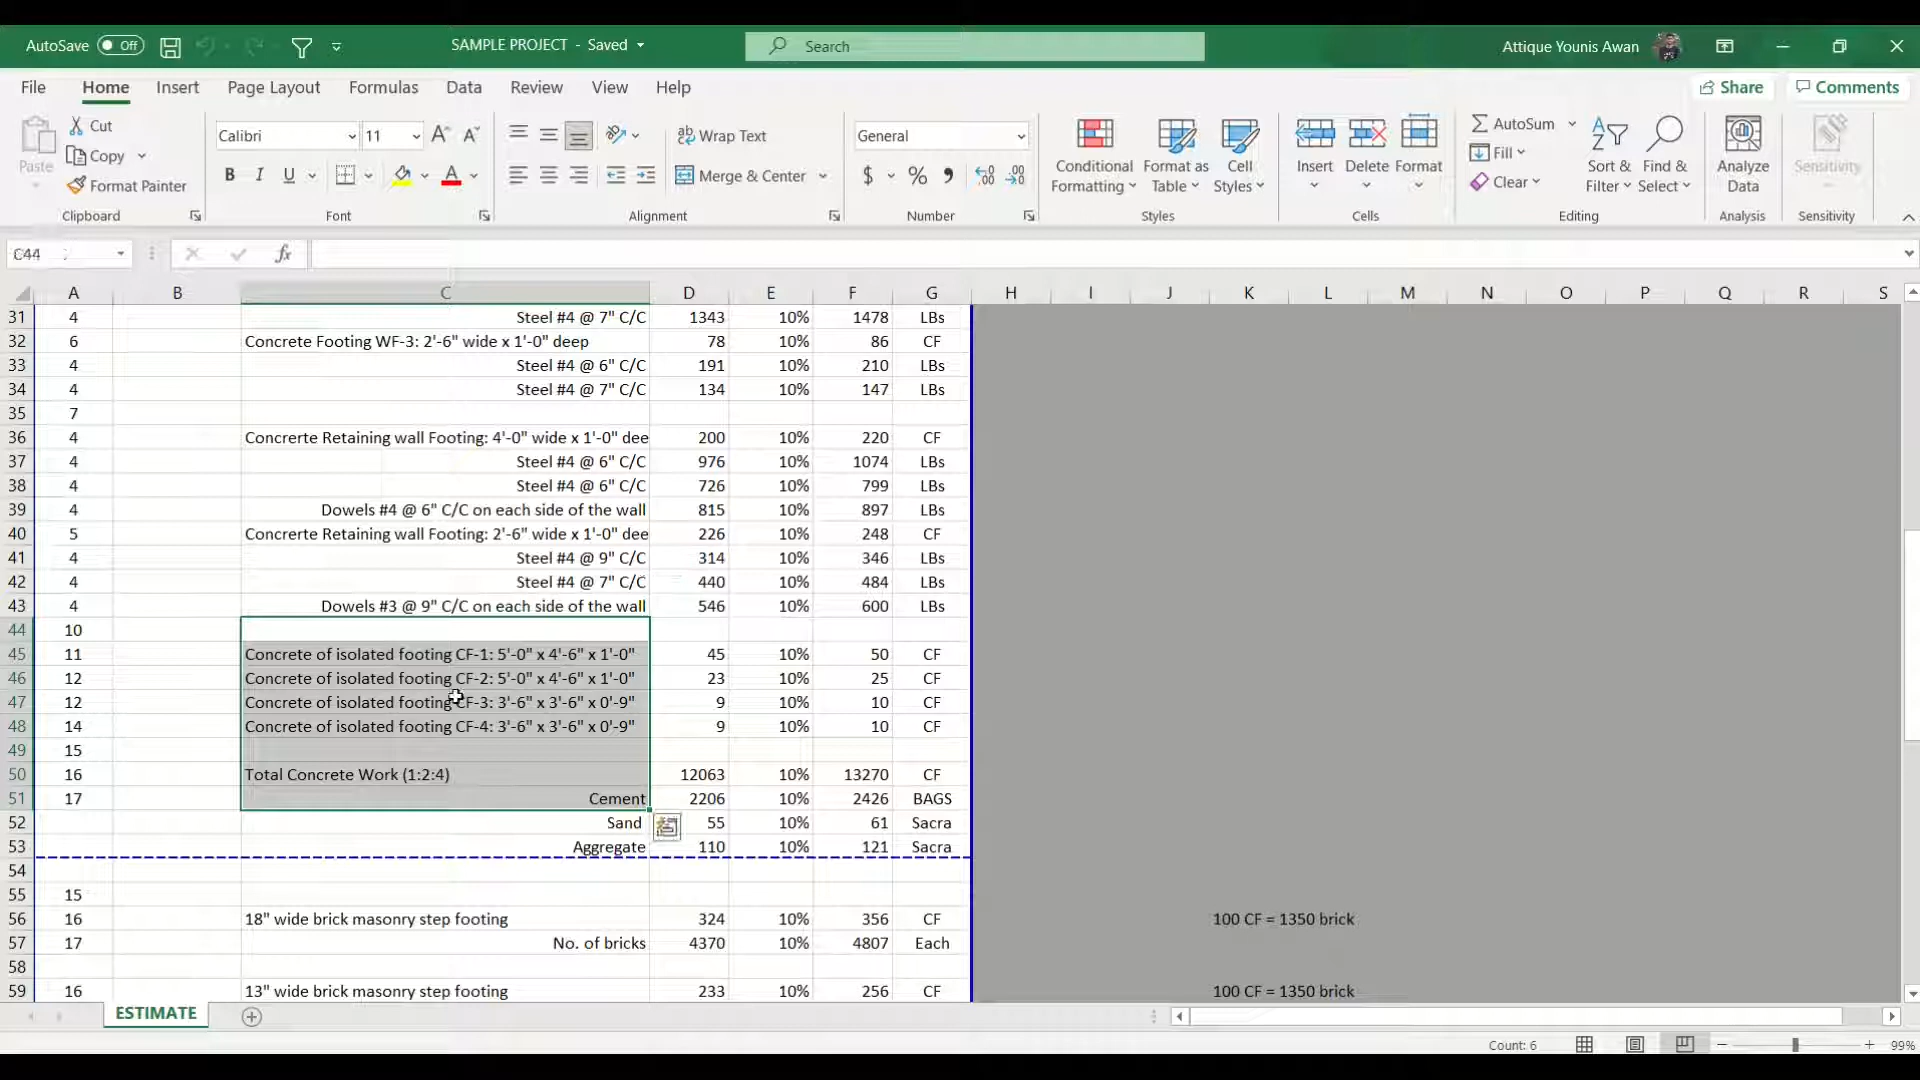 AutoSave Off SAMPLE PROJECT - Saved Search Attique Younis Awan
File Home Insert Page Layout Formulas Data Review View Help Share Comments
Paste Cut Copy Format Painter Clipboard
Calibri 11 A A B I U A Font
ab Wrap Text Merge & Center Alignment
General $ % 9 Number
Conditional Formatting Format as Table Cell Styles Styles
Insert Delete Format Cells
AutoSum Fill Clear Sort & Filter Find & Select Editing
Analyze Data Analysis
Sensitivity Sensitivity
C44 fx
A B C D E F G H I J K L M N O P Q R S
31 4 Steel #4 @ 7" C/C 1343 10% 1478 LBs
32 6 Concrete Footing WF-3: 2'-6" wide x 1'-0" deep 78 10% 86 CF
33 4 Steel #4 @ 6" C/C 191 10% 210 LBs
34 4 Steel #4 @ 7" C/C 134 10% 147 LBs
35 7
36 4 Concrerte Retaining wall Footing: 4'-0" wide x 1'-0" dee 200 10% 220 CF
37 4 Steel #4 @ 6" C/C 976 10% 1074 LBs
38 4 Steel #4 @ 6" C/C 726 10% 799 LBs
39 4 Dowels #4 @ 6" C/C on each side of the wall 815 10% 897 LBs
40 5 Concrerte Retaining wall Footing: 2'-6" wide x 1'-0" dee 226 10% 248 CF
41 4 Steel #4 @ 9" C/C 314 10% 346 LBs
42 4 Steel #4 @ 7" C/C 440 10% 484 LBs
43 4 Dowels #3 @ 9" C/C on each side of the wall 546 10% 600 LBs
44 10
45 11 Concrete of isolated footing CF-1: 5'-0" x 4'-6" x 1'-0" 45 10% 50 CF
46 12 Concrete of isolated footing CF-2: 5'-0" x 4'-6" x 1'-0" 23 10% 25 CF
47 12 Concrete of isolated footing CF-3: 3'-6" x 3'-6" x 0'-9" 9 10% 10 CF
48 14 Concrete of isolated footing CF-4: 3'-6" x 3'-6" x 0'-9" 9 10% 10 CF
49 15
50 16 Total Concrete Work (1:2:4) 12063 10% 13270 CF
51 17 Cement 2206 10% 2426 BAGS
52 Sand 55 10% 61 Sacra
53 Aggregate 110 10% 121 Sacra
54
55 15
56 16 18" wide brick masonry step footing 324 10% 356 CF 100 CF = 1350 brick
57 17 No. of bricks 4370 10% 4807 Each
58
59 16 13" wide brick masonry step footing 233 10% 256 CF 100 CF = 1350 brick
ESTIMATE
Count: 6 99%